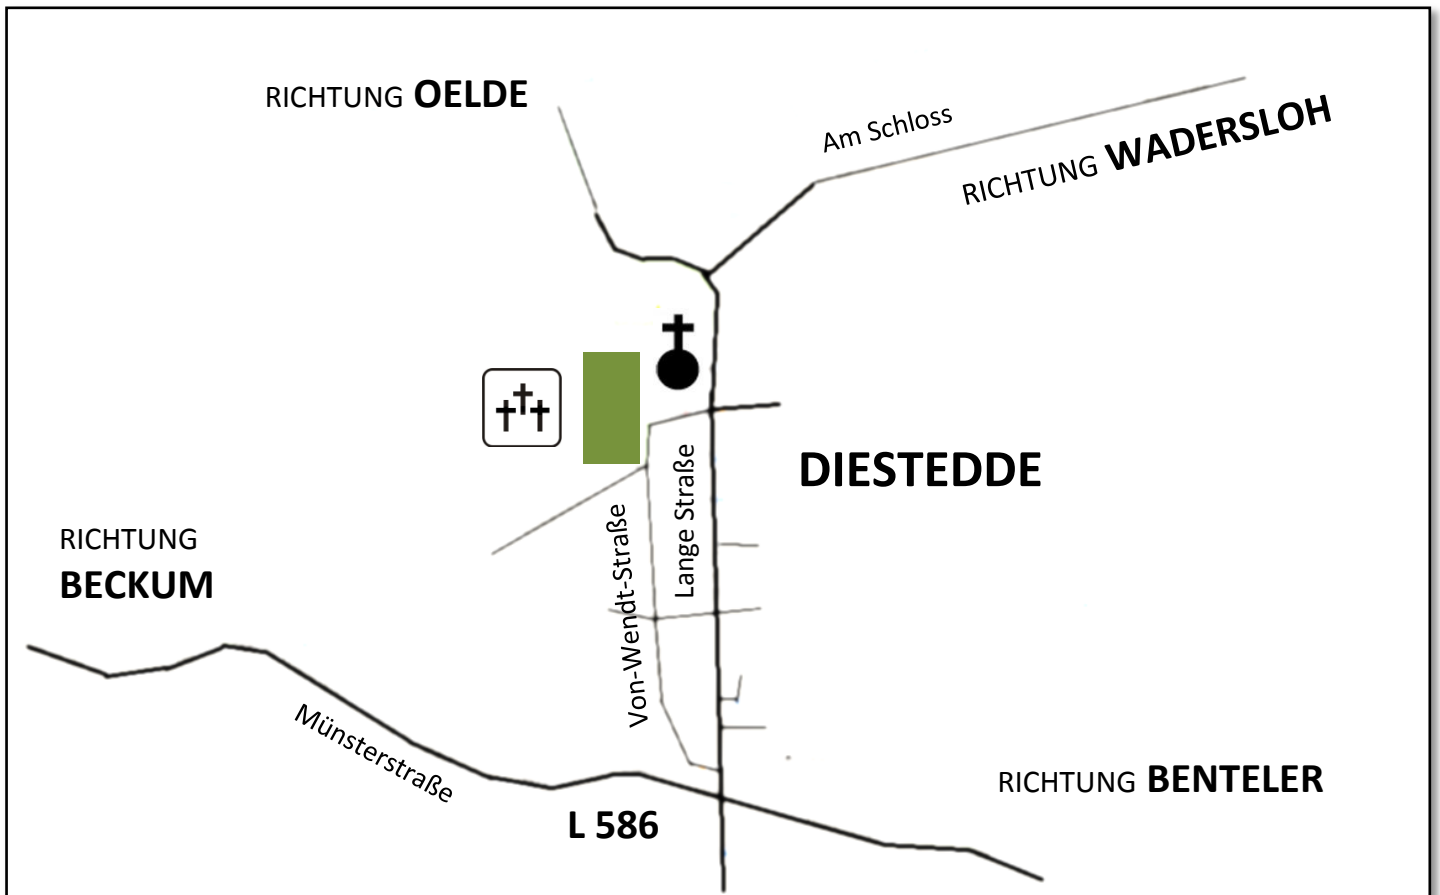 RICHTUNG OELDE
Am Schloss
RICHTUNG WADERSLOH
DIESTEDDE
Lange Straße
Von-Wendt-Straße
RICHTUNG
BECKUM
Münsterstraße
RICHTUNG BENTELER
L 586